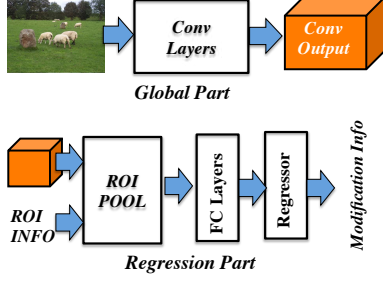 Conv
Layers
Conv
Output
Global Part
ROI
POOL
FC Layers
Regressor
Modification Info
ROI
INFO
Regression Part